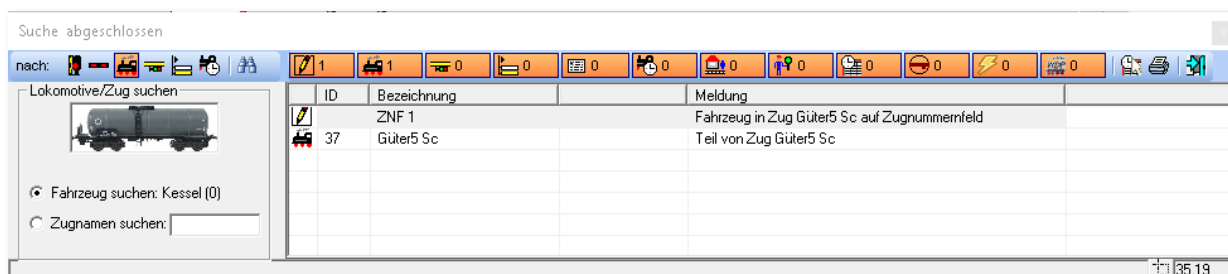 Suche abgeschlossen
nach: 1 1 0 0 0 0 0 0 0 0 0 0
Lokomotive/Zug suchen
ID Bezeichnung Meldung
ZNF 1 Fahrzeug in Zug Güter5 Sc auf Zugnummernfeld
37 Güter5 Sc Teil von Zug Güter5 Sc
Fahrzeug suchen: Kessel (0)
Zugnamen suchen:
35,19